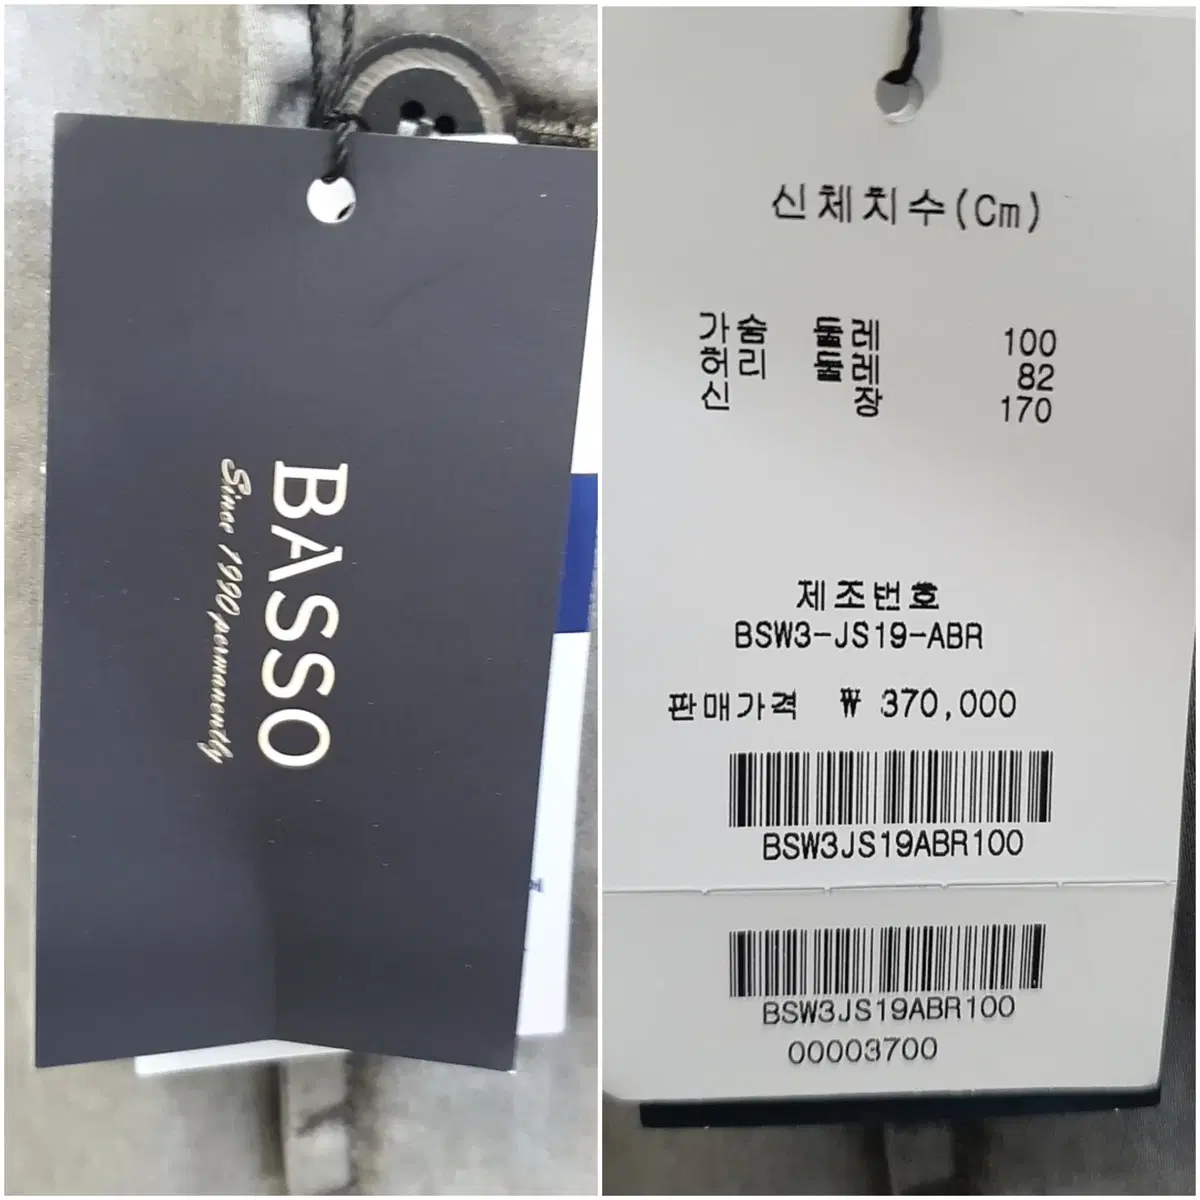 BASSO
Since 1990 permanently
신체치수(Cm)
가슴 둘레 100
허리 둘레 82
신 장 170
제조번호
BSW3-JS19-ABR
판매가격 ₩ 370,000
BSW3JS19ABR100
BSW3JS19ABR100
00003700